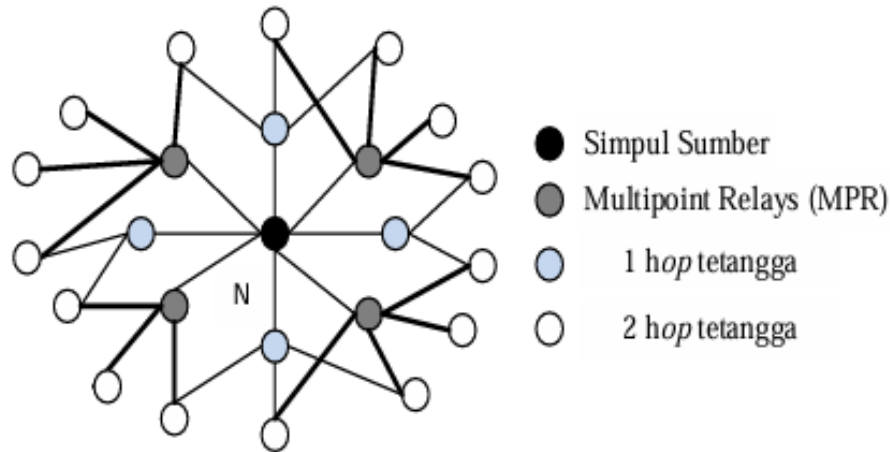 Simpul Sumber
Multipoint Relays (MPR)
1 hop tetangga
2 hop tetangga
N